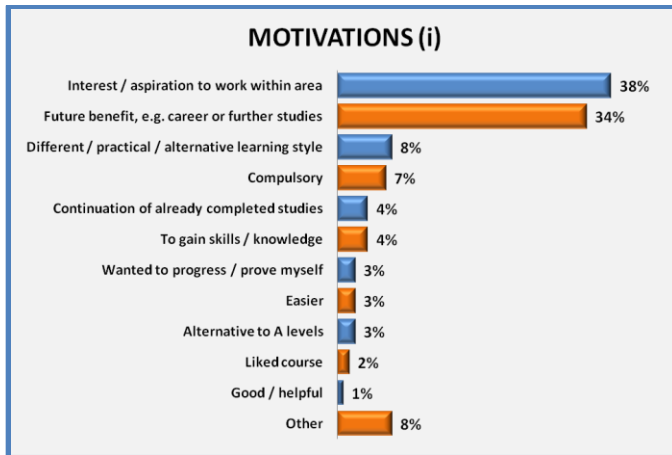 MOTIVATIONS (i)
Interest / aspiration to work within area 38%
Future benefit, e.g. career or further studies 34%
Different / practical / alternative learning style 8%
Compulsory 7%
Continuation of already completed studies 4%
To gain skills / knowledge 4%
Wanted to progress / prove myself 3%
Easier 3%
Alternative to A levels 3%
Liked course 2%
Good / helpful 1%
Other 8%